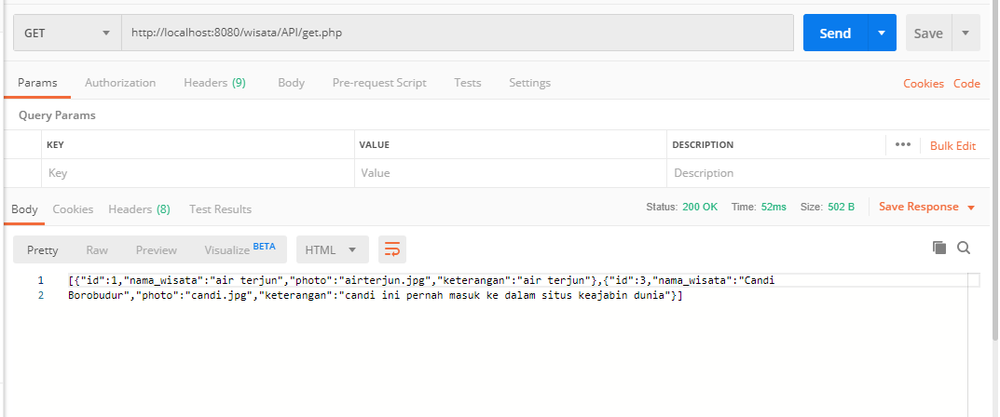 GET http://localhost:8080/wisata/API/get.php Send Save
Params Authorization Headers (9) Body Pre-request Script Tests Settings Cookies Code
Query Params
KEY VALUE DESCRIPTION ••• Bulk Edit
Key Value Description
Body Cookies Headers (8) Test Results Status: 200 OK Time: 52ms Size: 502 B Save Response
Pretty Raw Preview Visualize BETA HTML
1 [{"id":1,"nama_wisata":"air terjun","photo":"airterjun.jpg","keterangan":"air terjun"},{"id":3,"nama_wisata":"Candi
2 Borobudur","photo":"candi.jpg","keterangan":"candi ini pernah masuk ke dalam situs keajabin dunia"}]